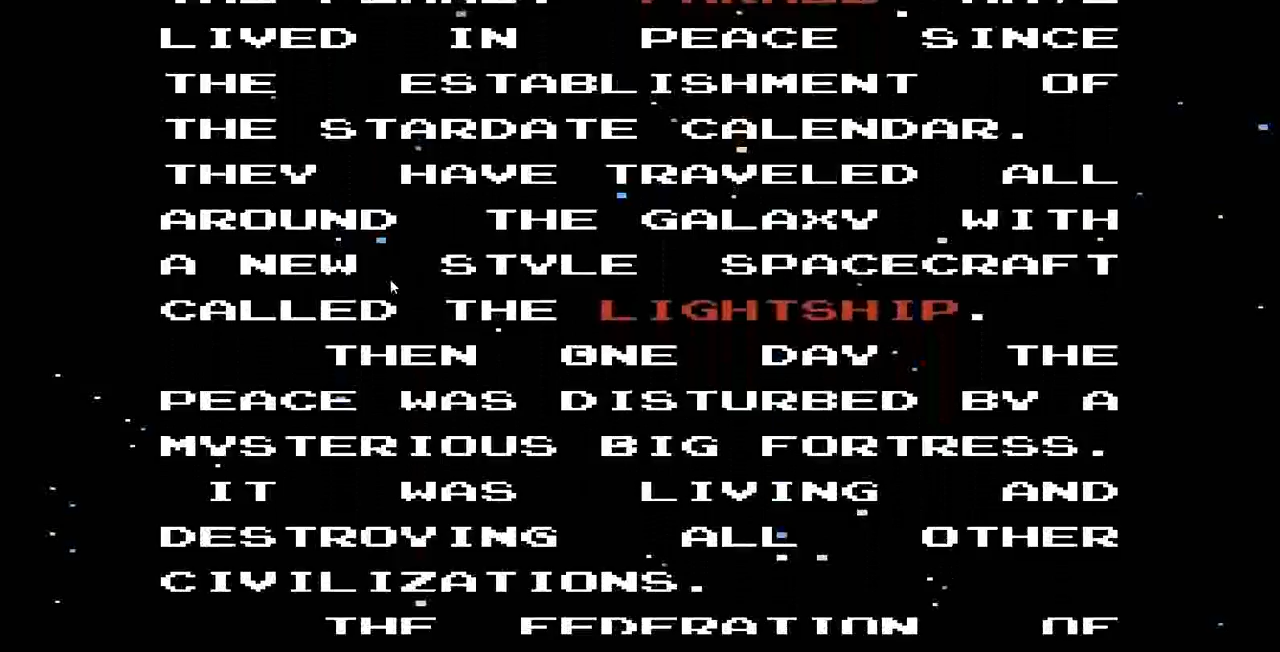 LIVED IN PEACE SINCE
THE ESTABLISHMENT OF
THE STARDATE CALENDAR.
THEY HAVE TRAVELED ALL
AROUND THE GALAXY WITH
A NEW STYLE SPACECRAFT
CALLED THE LIGHTSHIP.
THEN ONE DAY THE
PEACE WAS DISTURBED BY A
MYSTERIOUS BIG FORTRESS.
IT WAS LIVING AND
DESTROYING ALL OTHER
CIVILIZATIONS.
THE FEDERATION OF